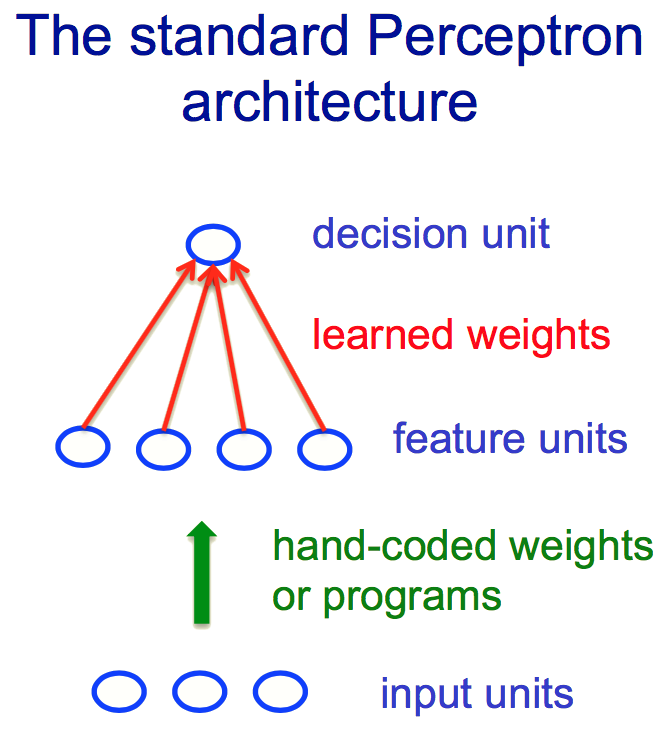 The standard Perceptron
architecture
decision unit
learned weights
feature units
hand-coded weights
or programs
input units